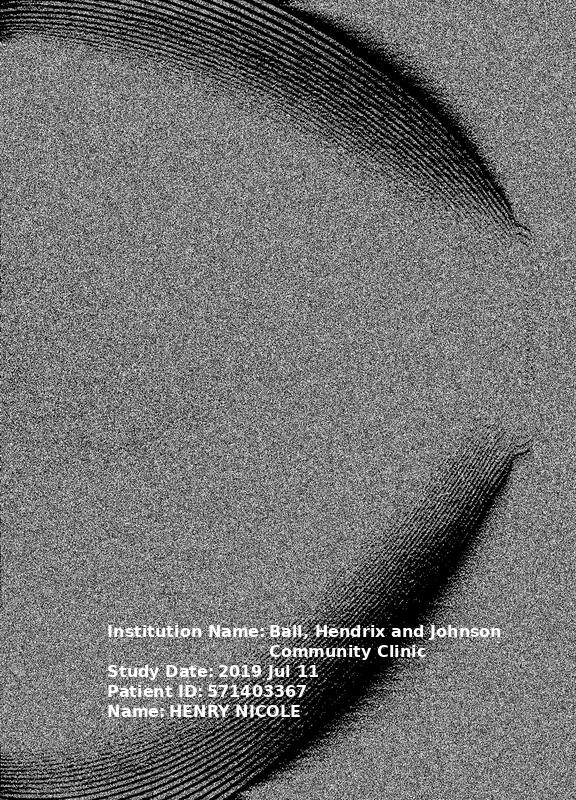 Institution Name: Ball, Hendrix and Johnson
Community Clinic
Study Date: 2019 Jul 11
Patient ID: 571403367
Name: HENRY NICOLE